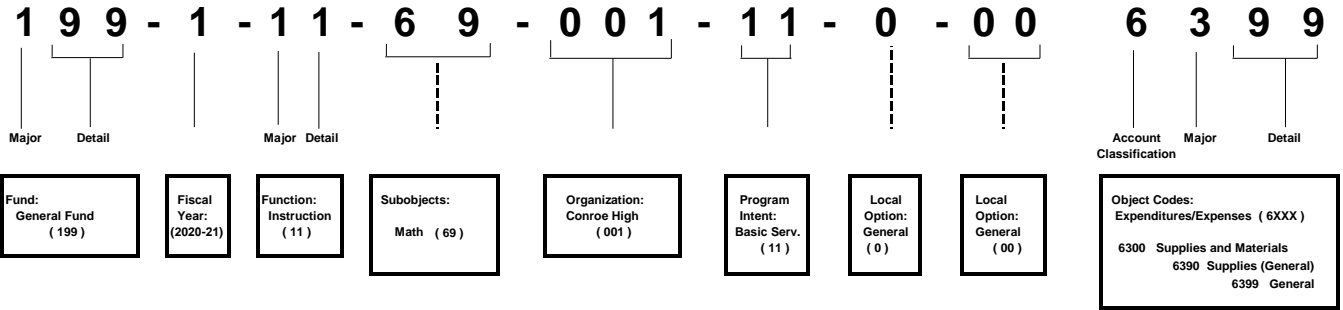 1 9 9 - 1 - 1 1 - 6 9 - 0 0 1 - 1 1 - 0 - 0 0 6 3 9 9
Major Detail Major Detail Account Classification Major Detail
Fund:
General Fund
( 199 )
Fiscal
Year:
(2020-21)
Function:
Instruction
( 11 )
Subobjects:
Math ( 69 )
Organization:
Conroe High
( 001 )
Program
Intent:
Basic Serv.
( 11 )
Local
Option:
General
( 0 )
Local
Option:
General
( 00 )
Object Codes:
Expenditures/Expenses ( 6XXX )
6300 Supplies and Materials
6390 Supplies (General)
6399 General